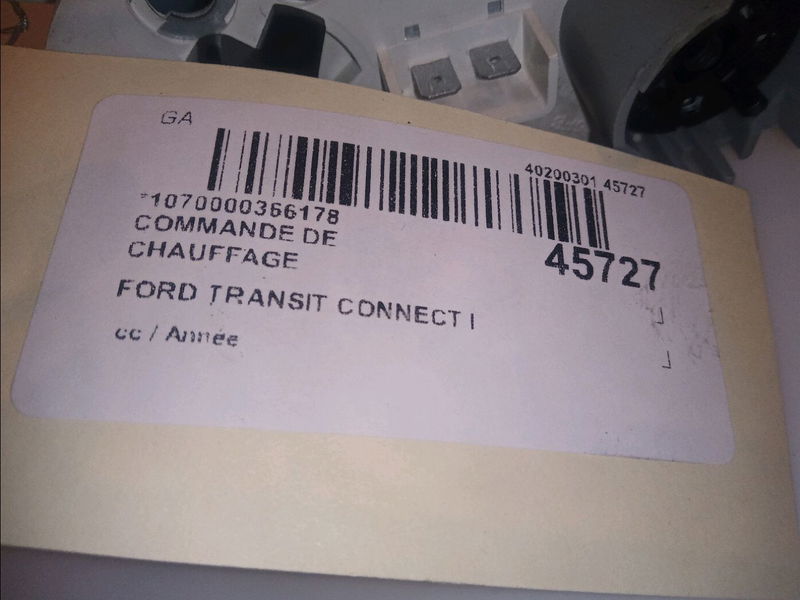 GA
40200301 45727
*1070000366178
COMMANDE DE
CHAUFFAGE
45727
FORD TRANSIT CONNECT I
cc / Année